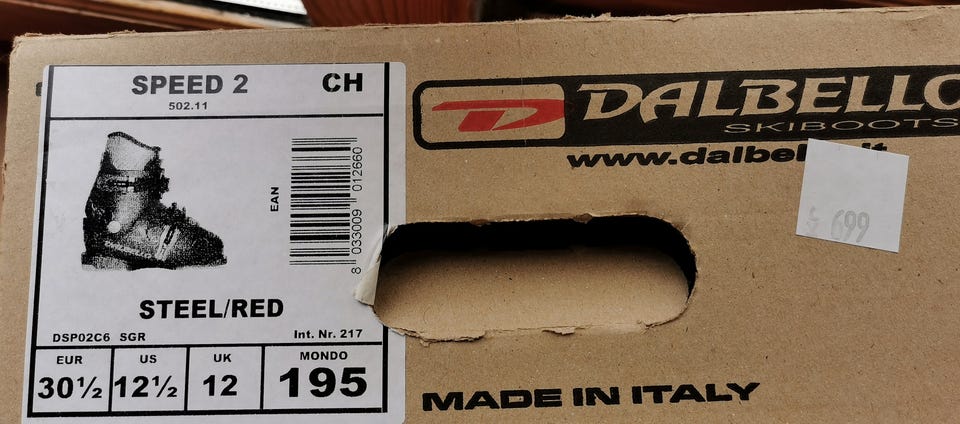 SPEED 2
CH
502.11
EAN
8 033009 012660
STEEL/RED
DSP02C6 SGR
Int. Nr. 217
EUR US UK MONDO
30½ 12½ 12 195
DALBELLO
SKIBOOTS
699
MADE IN ITALY